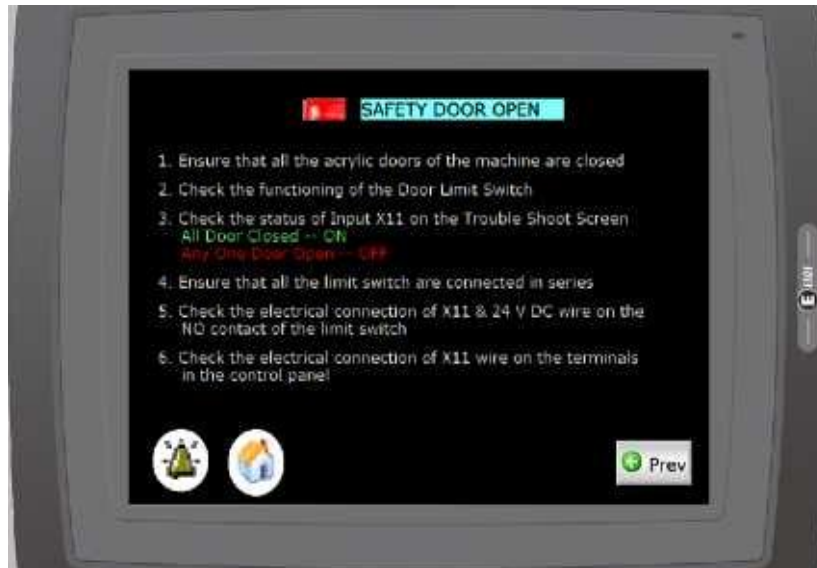 SAFETY DOOR OPEN
1. Ensure that all the acrylic doors of the machine are closed
2. Check the functioning of the Door Limit Switch
3. Check the status of Input X11 on the Trouble Shoot Screen
All Door Closed -- ON
Any One Door Open -- OFF
4. Ensure that all the limit switch are connected in series
5. Check the electrical connection of X11 & 24 V DC wire on the
NO contact of the limit switch
6. Check the electrical connection of X11 wire on the terminals
in the control panel
Prev